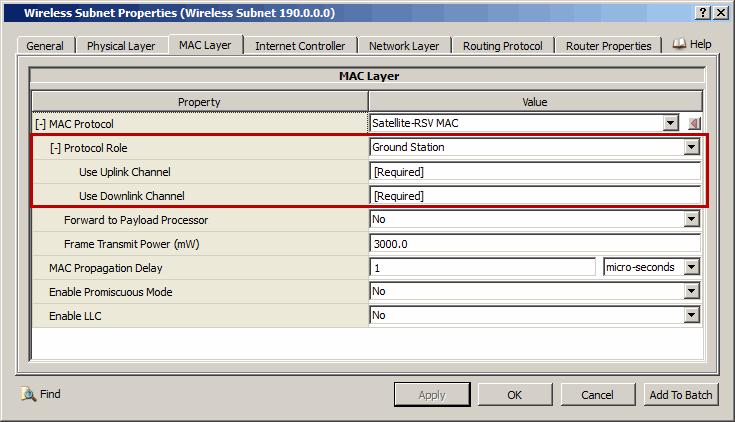 Wireless Subnet Properties (Wireless Subnet 190.0.0.0)
General Physical Layer MAC Layer Internet Controller Network Layer Routing Protocol Router Properties Help
MAC Layer
Property Value
[-] MAC Protocol Satellite-RSV MAC
[-] Protocol Role Ground Station
Use Uplink Channel [Required]
Use Downlink Channel [Required]
Forward to Payload Processor No
Frame Transmit Power (mW) 3000.0
MAC Propagation Delay 1 micro-seconds
Enable Promiscuous Mode No
Enable LLC No
Find Apply OK Cancel Add To Batch